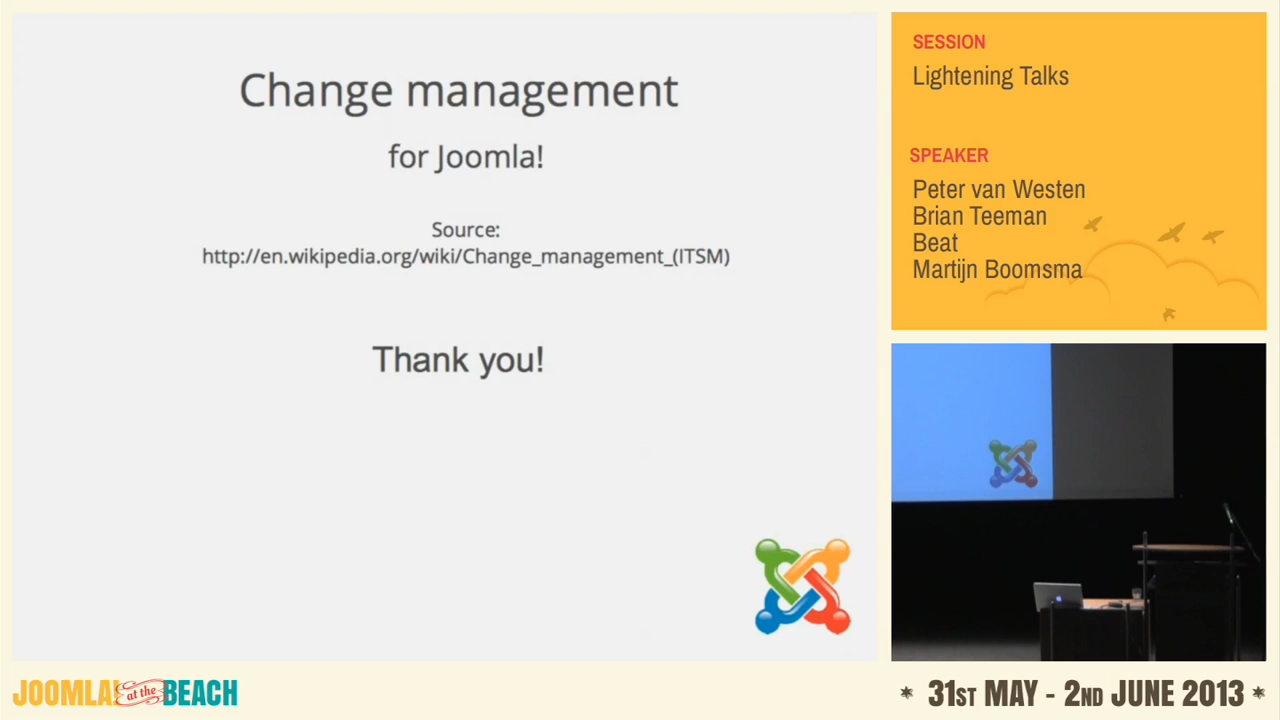 Change management
for Joomla!
Source:
http://en.wikipedia.org/wiki/Change_management_(ITSM)
Thank you!
SESSION
Lightening Talks
SPEAKER
Peter van Westen
Brian Teeman
Beat
Martijn Boomsma
JOOMLA! at the BEACH
* 31ST MAY - 2ND JUNE 2013 *